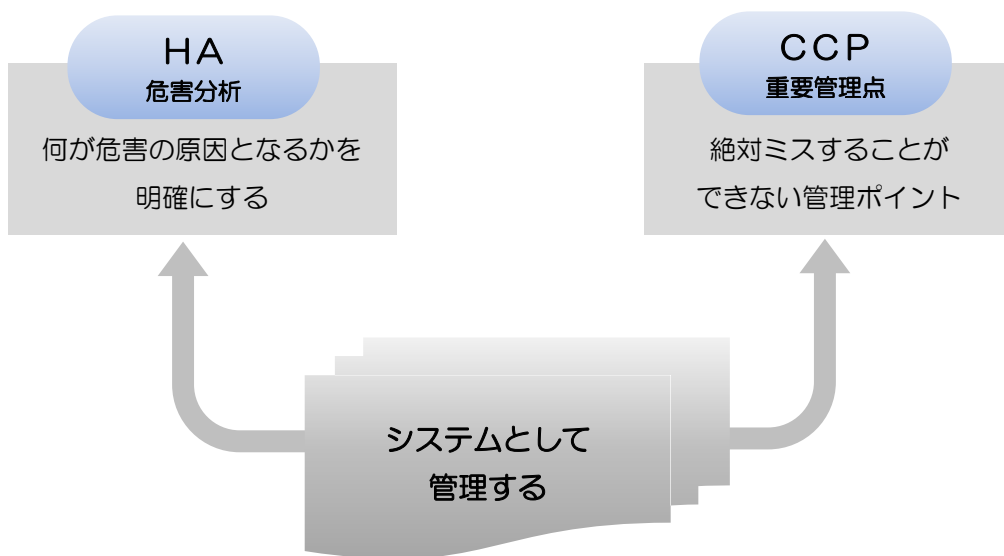 ＨＡ
危害分析
何が危害の原因となるかを
明確にする
ＣＣＰ
重要管理点
絶対ミスすることが
できない管理ポイント
システムとして
管理する